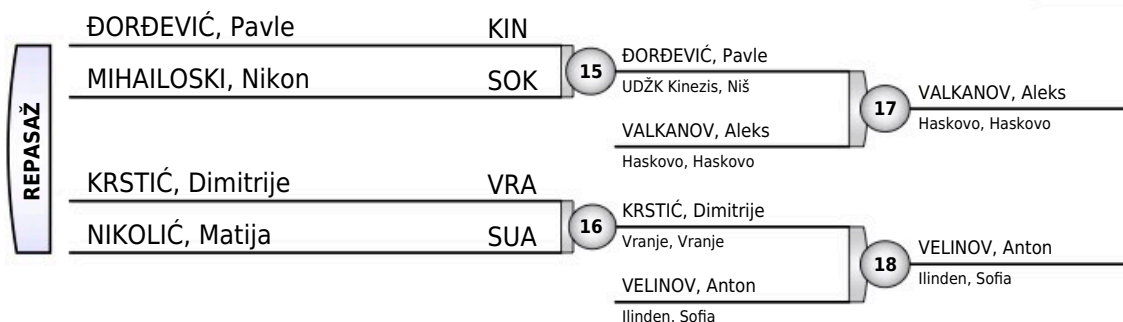 REPASAŽ
ĐORĐEVIĆ, Pavle KIN
MIHAILOSKI, Nikon SOK
15
ĐORĐEVIĆ, Pavle
UDŽK Kinezis, Niš
VALKANOV, Aleks
Haskovo, Haskovo
17
VALKANOV, Aleks
Haskovo, Haskovo
KRSTIĆ, Dimitrije VRA
NIKOLIĆ, Matija SUA
16
KRSTIĆ, Dimitrije
Vranje, Vranje
VELINOV, Anton
Ilinden, Sofia
18
VELINOV, Anton
Ilinden, Sofia